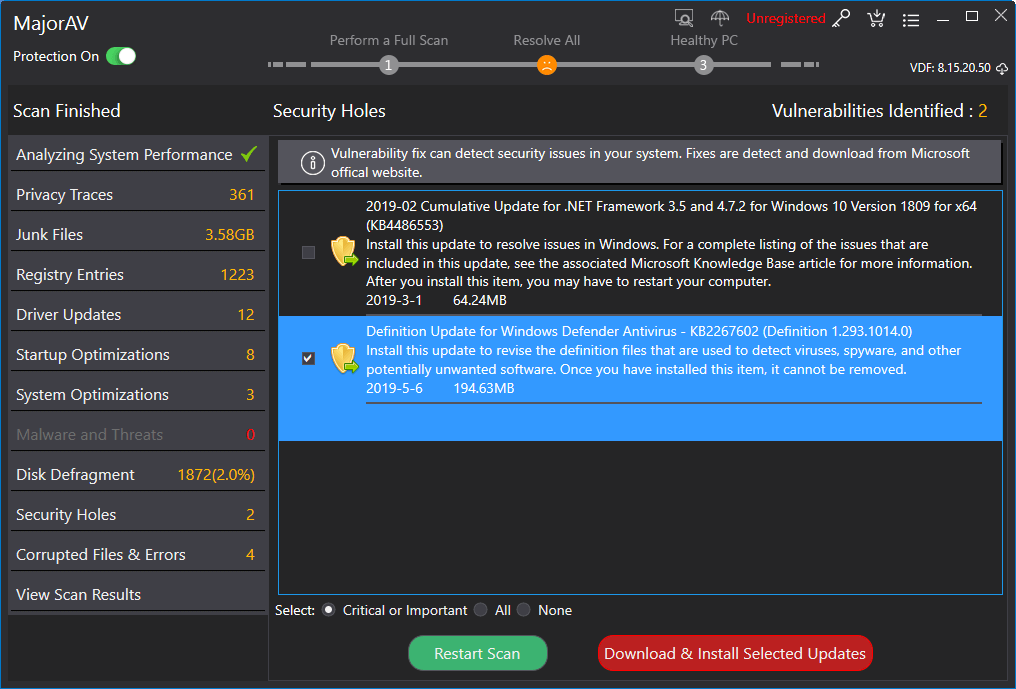 MajorAV
Unregistered
Protection On
Perform a Full Scan
Resolve All
Healthy PC
1
3
VDF: 8.15.20.50
Scan Finished
Security Holes
Vulnerabilities Identified : 2
Analyzing System Performance
Privacy Traces 361
Junk Files 3.58GB
Registry Entries 1223
Driver Updates 12
Startup Optimizations 8
System Optimizations 3
Malware and Threats 0
Disk Defragment 1872(2.0%)
Security Holes 2
Corrupted Files & Errors 4
View Scan Results
Vulnerability fix can detect security issues in your system. Fixes are detect and download from Microsoft
offical website.
2019-02 Cumulative Update for .NET Framework 3.5 and 4.7.2 for Windows 10 Version 1809 for x64
(KB4486553)
Install this update to resolve issues in Windows. For a complete listing of the issues that are
included in this update, see the associated Microsoft Knowledge Base article for more information.
After you install this item, you may have to restart your computer.
2019-3-1 64.24MB
Definition Update for Windows Defender Antivirus - KB2267602 (Definition 1.293.1014.0)
Install this update to revise the definition files that are used to detect viruses, spyware, and other
potentially unwanted software. Once you have installed this item, it cannot be removed.
2019-5-6 194.63MB
Select: Critical or Important All None
Restart Scan
Download & Install Selected Updates